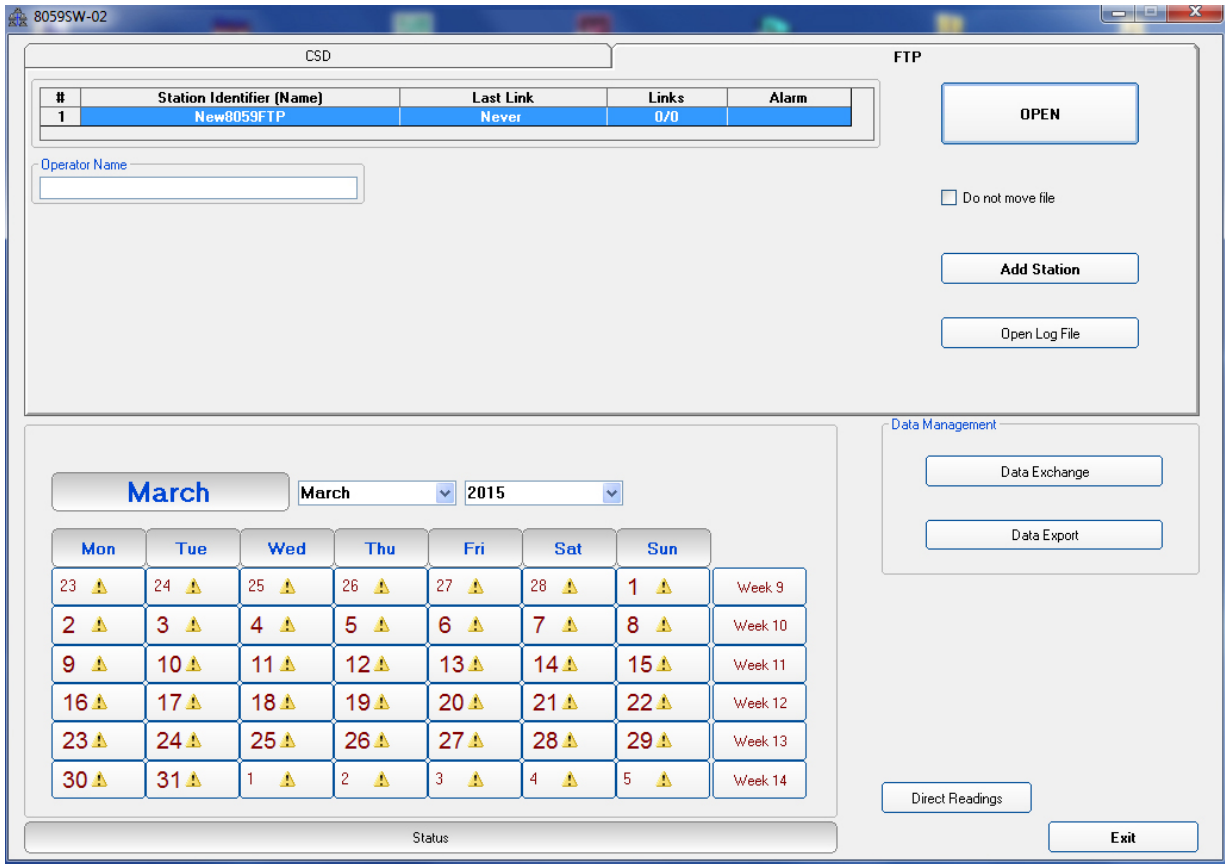 8059SW-02
CSD FTP
# Station Identifier (Name) Last Link Links Alarm
1 New8059FTP Never 0/0
OPEN
Operator Name
Do not move file
Add Station
Open Log File
Data Management
Data Exchange
Data Export
March March 2015
Mon Tue Wed Thu Fri Sat Sun
23 24 25 26 27 28 1 Week 9
2 3 4 5 6 7 8 Week 10
9 10 11 12 13 14 15 Week 11
16 17 18 19 20 21 22 Week 12
23 24 25 26 27 28 29 Week 13
30 31 1 2 3 4 5 Week 14
Direct Readings
Status
Exit